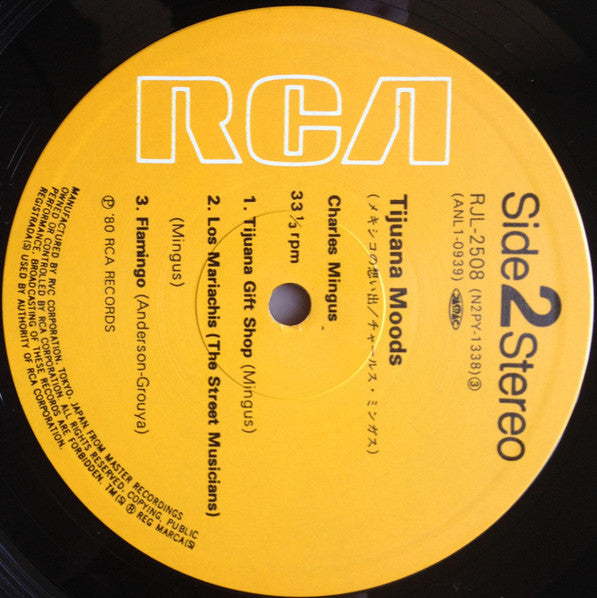 RCA
Side 2 Stereo
RJL-2508 (N2PY-1338)③
(ANL1-0939)
Tijuana Moods
(メキシコの想い出/チャールス・ミンガス)
Charles Mingus
33 ⅓ rpm
1. Tijuana Gift Shop (Mingus)
2. Los Mariachis (The Street Musicians)
(Mingus)
3. Flamingo (Anderson-Grouya)
Ⓟ '80 RCA RECORDS
MANUFACTURED BY RVC CORPORATION, TOKYO, JAPAN FROM MASTER RECORDINGS
OWNED OR CONTROLLED BY RCA CORPORATION. ALL RIGHTS RESERVED. COPYING, PUBLIC
PERFORMANCE, BROADCASTING OF THESE RECORDS ARE FORBIDDEN. TM(S) ® REG MARCA(S)
REGISTRADA(S) USED BY AUTHORITY OF RCA CORPORATION.